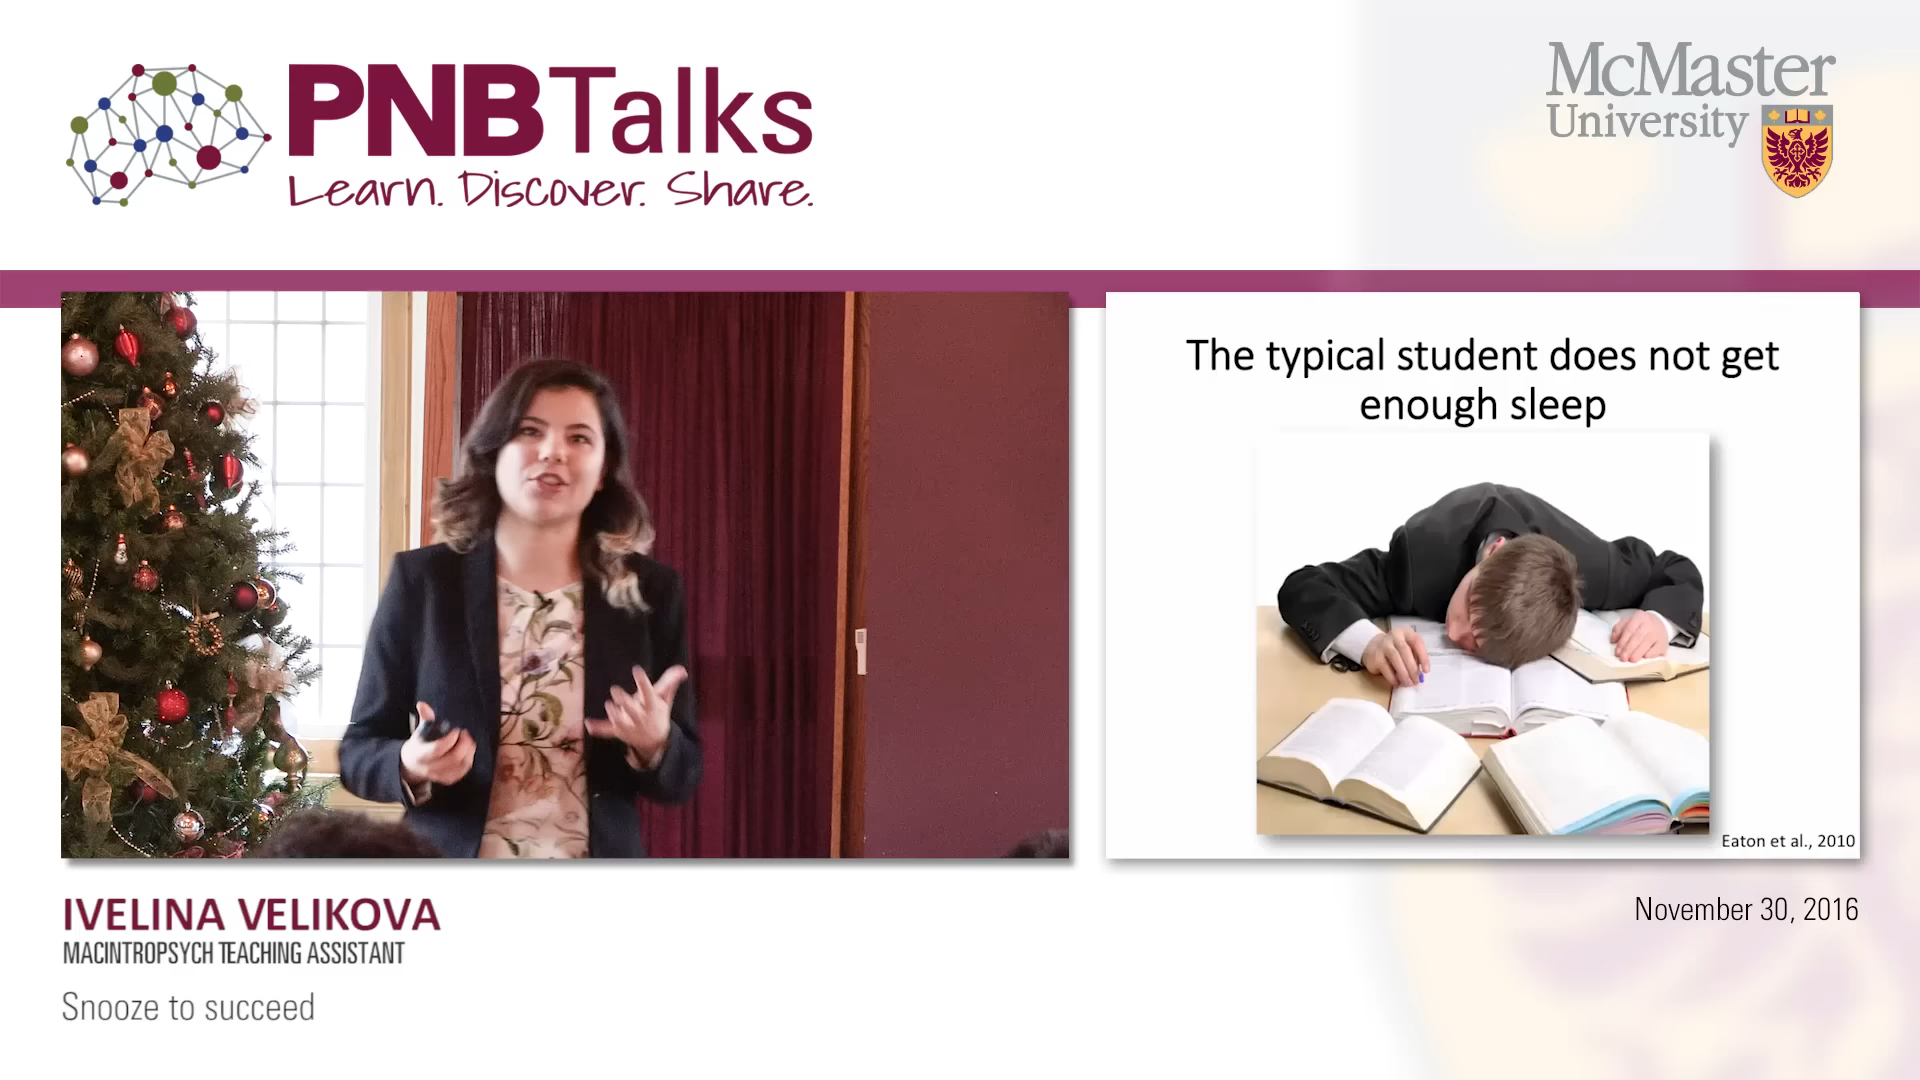 PNBTalks
Learn. Discover. Share.
McMaster
University
The typical student does not get
enough sleep
Eaton et al., 2010
IVELINA VELIKOVA
MACINTROPSYCH TEACHING ASSISTANT
Snooze to succeed
November 30, 2016